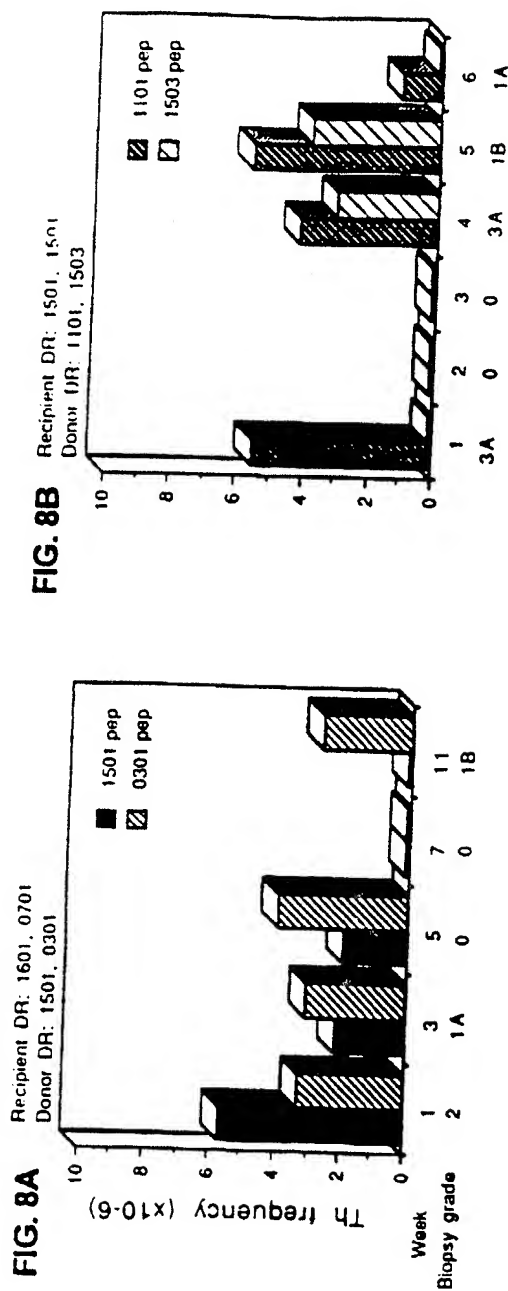 FIG. 8A
Recipient DR: 1601, 0701
Donor DR: 1501, 0301
1501 pep
0301 pep
Th frequency (x10-6)
10
8
6
4
2
0
Week 1 3 5 7 11
Biopsy grade 2 1A 0 0 1B
FIG. 8B
Recipient DR: 1501, 1501
Donor DR: 1101, 1503
1101 pep
1503 pep
10
8
6
4
2
0
1 2 3 4 5 6
3A 0 0 3A 1B 1A